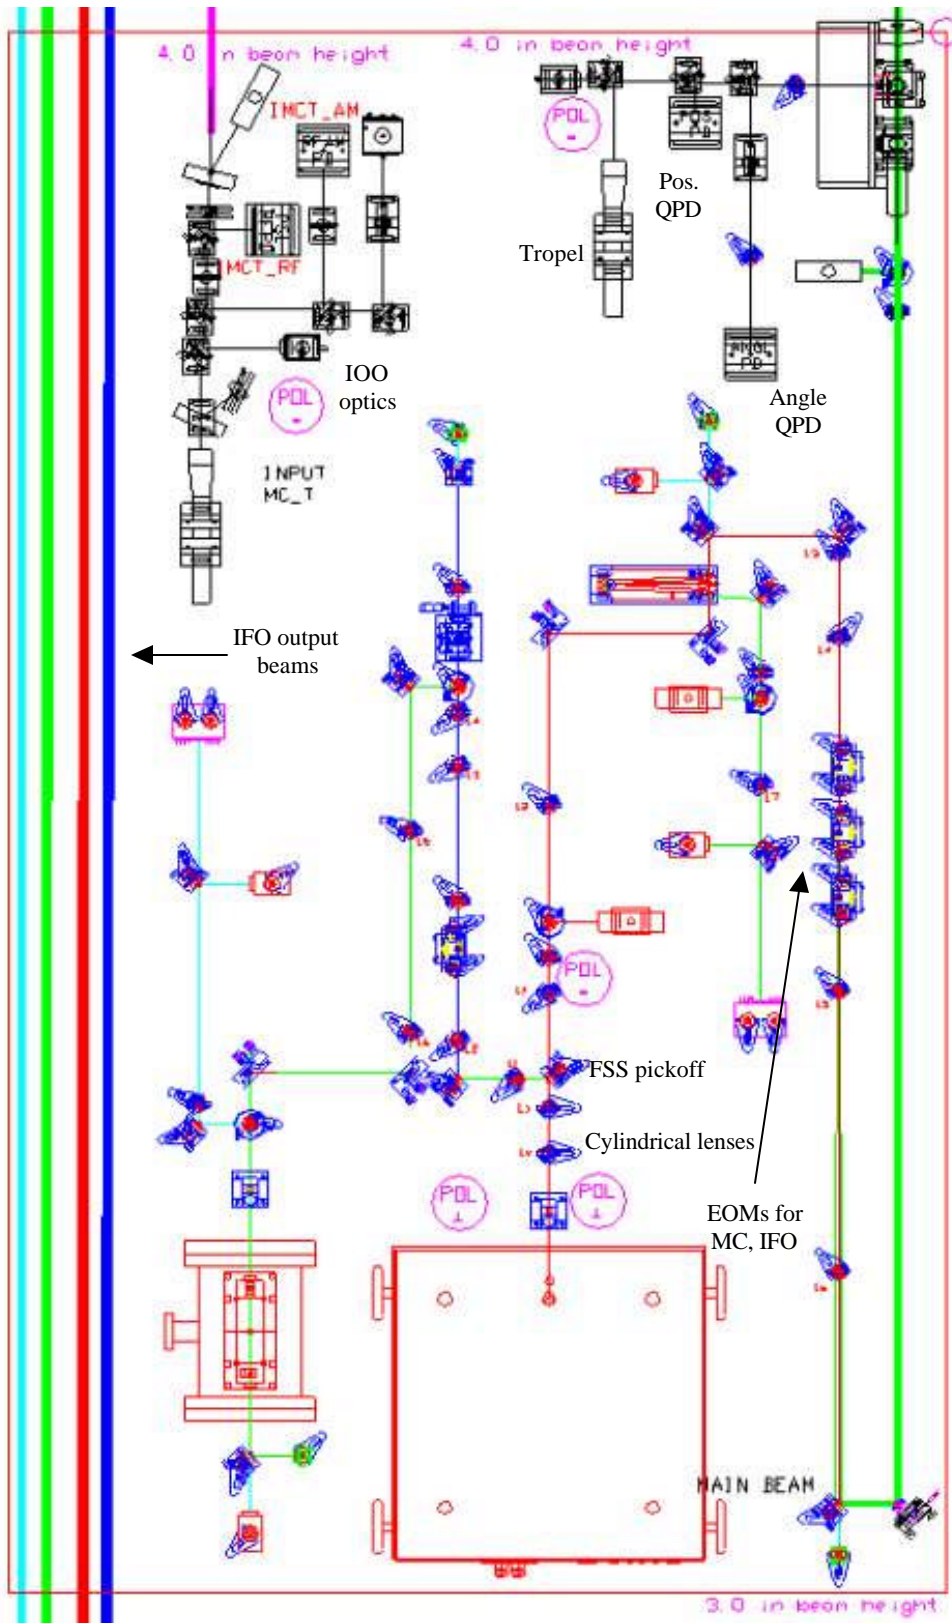 4.0 in beam height
4.0 in beam height
IMCT_AM
MCT_RF
POL
Pos.
QPD
Tropel
IOO
optics
POL
Angle
QPD
INPUT
MC_T
IFO output
beams
POL
FSS pickoff
Cylindrical lenses
POL
POL
EOMs for
MC, IFO
MAIN BEAM
3.0 in beam height